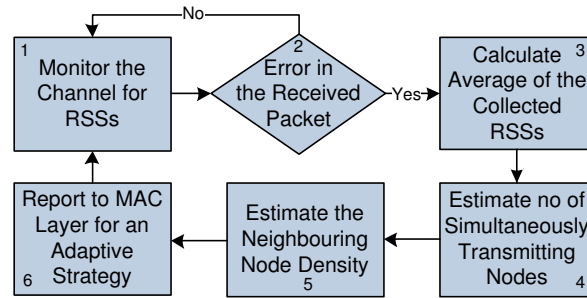 No
1
Monitor the
Channel for
RSSs
2
Error in
the Received
Packet
Yes
3
Calculate
Average of the
Collected
RSSs
Estimate no of
Simultaneously
Transmitting
Nodes
4
Estimate the
Neighbouring
Node Density
5
Report to MAC
Layer for an
Adaptive
Strategy
6